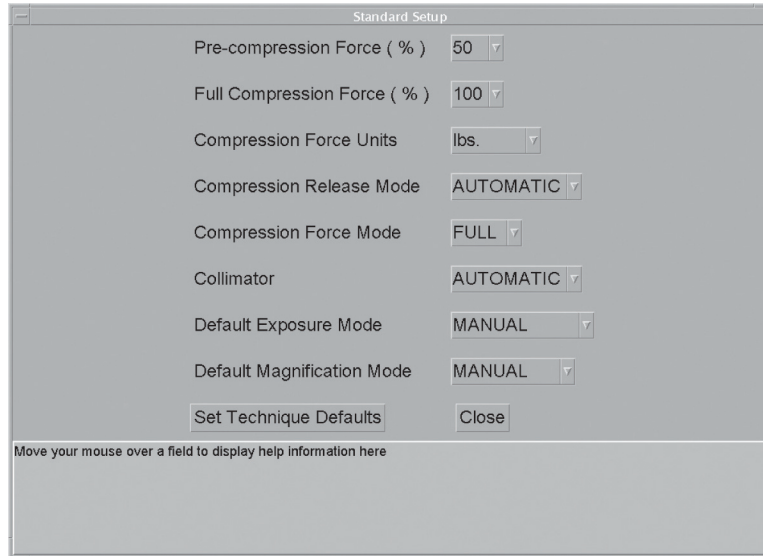 Standard Setup
Pre-compression Force ( % ) 50
Full Compression Force ( % ) 100
Compression Force Units lbs.
Compression Release Mode AUTOMATIC
Compression Force Mode FULL
Collimator AUTOMATIC
Default Exposure Mode MANUAL
Default Magnification Mode MANUAL
Set Technique Defaults Close
Move your mouse over a field to display help information here